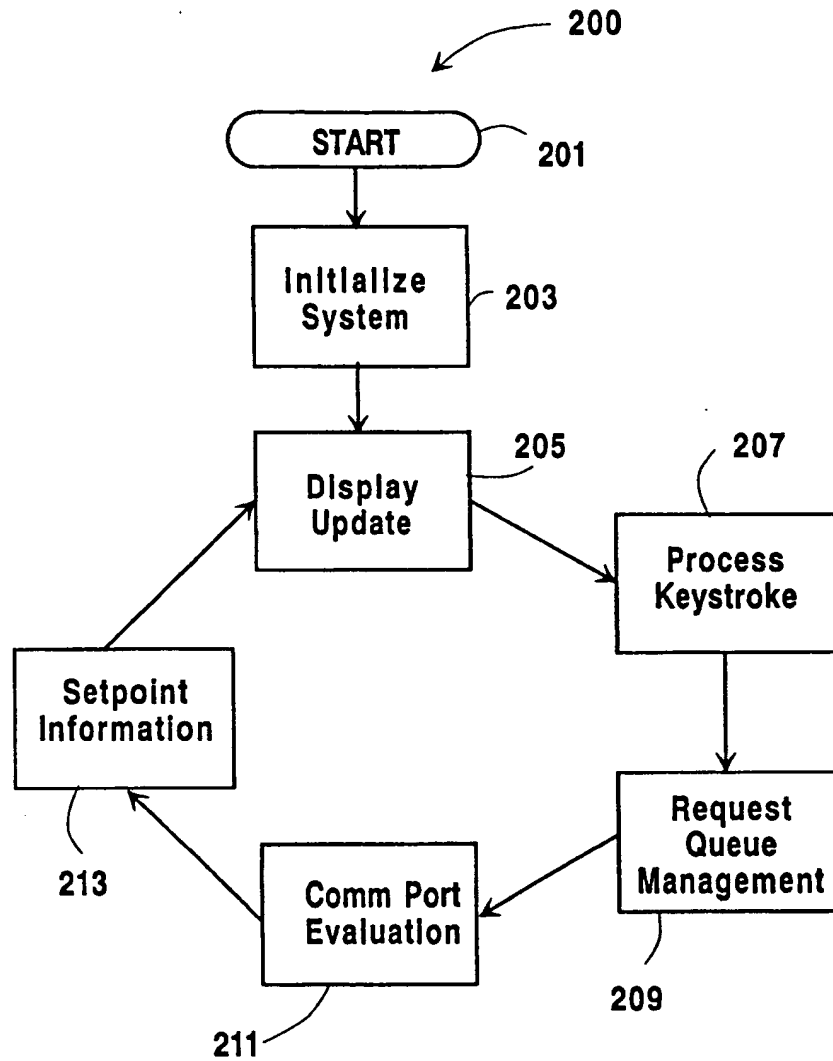 200
START
201
Initialize
System
203
Display
Update
205
207
Process
Keystroke
Setpoint
Information
213
Request
Queue
Management
209
Comm Port
Evaluation
211